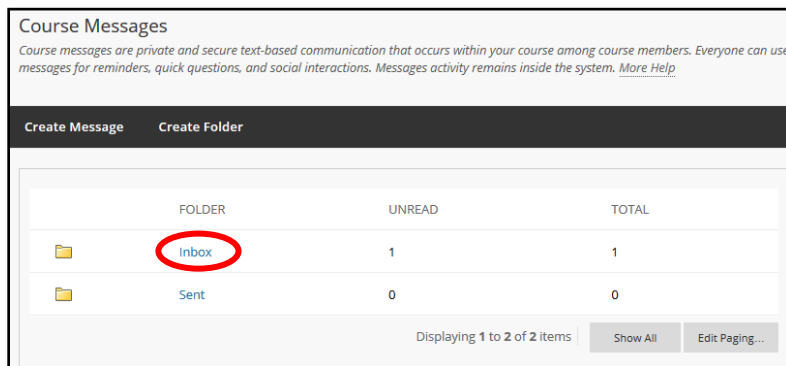 Course Messages
Course messages are private and secure text-based communication that occurs within your course among course members. Everyone can use
messages for reminders, quick questions, and social interactions. Messages activity remains inside the system. More Help
Create Message Create Folder
FOLDER UNREAD TOTAL
Inbox 1 1
Sent 0 0
Displaying 1 to 2 of 2 items Show All Edit Paging...